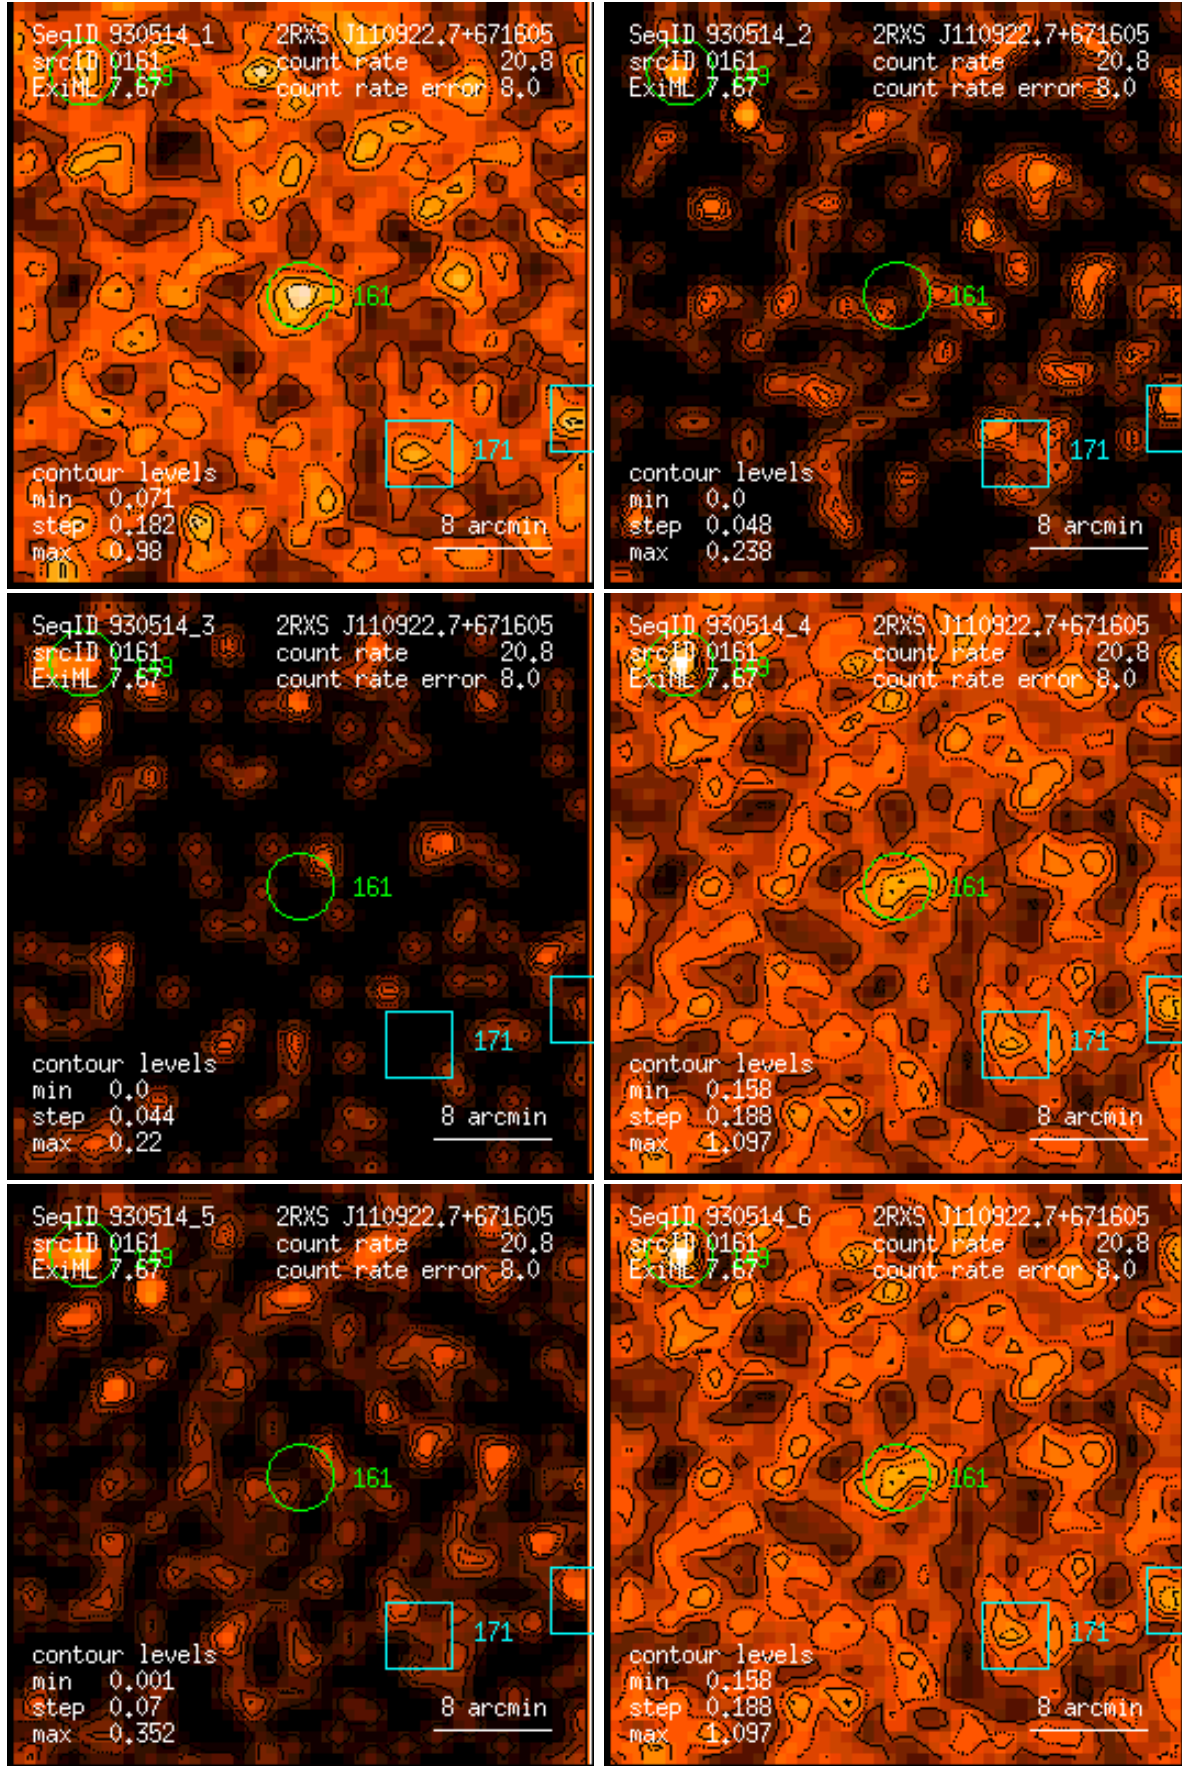 SeqID 930514_1 2RXS J110922.7+671605
srcID 0161 count rate 20.8
ExiML 7.67 count rate error 8.0
161
171
contour levels
min 0.071
step 0.182 8 arcmin
max 0.98
SeqID 930514_2 2RXS J110922.7+671605
srcID 0161 count rate 20.8
ExiML 7.67 count rate error 8.0
161
171
contour levels
min 0.0
step 0.048 8 arcmin
max 0.238
SeqID 930514_3 2RXS J110922.7+671605
srcID 0161 count rate 20.8
ExiML 7.67 count rate error 8.0
161
171
contour levels
min 0.0
step 0.044 8 arcmin
max 0.22
SeqID 930514_4 2RXS J110922.7+671605
srcID 0161 count rate 20.8
ExiML 7.67 count rate error 8.0
161
171
contour levels
min 0.158
step 0.188 8 arcmin
max 1.097
SeqID 930514_5 2RXS J110922.7+671605
srcID 0161 count rate 20.8
ExiML 7.67 count rate error 8.0
161
171
contour levels
min 0.001
step 0.07 8 arcmin
max 0.352
SeqID 930514_6 2RXS J110922.7+671605
srcID 0161 count rate 20.8
ExiML 7.67 count rate error 8.0
161
171
contour levels
min 0.158
step 0.188 8 arcmin
max 1.097